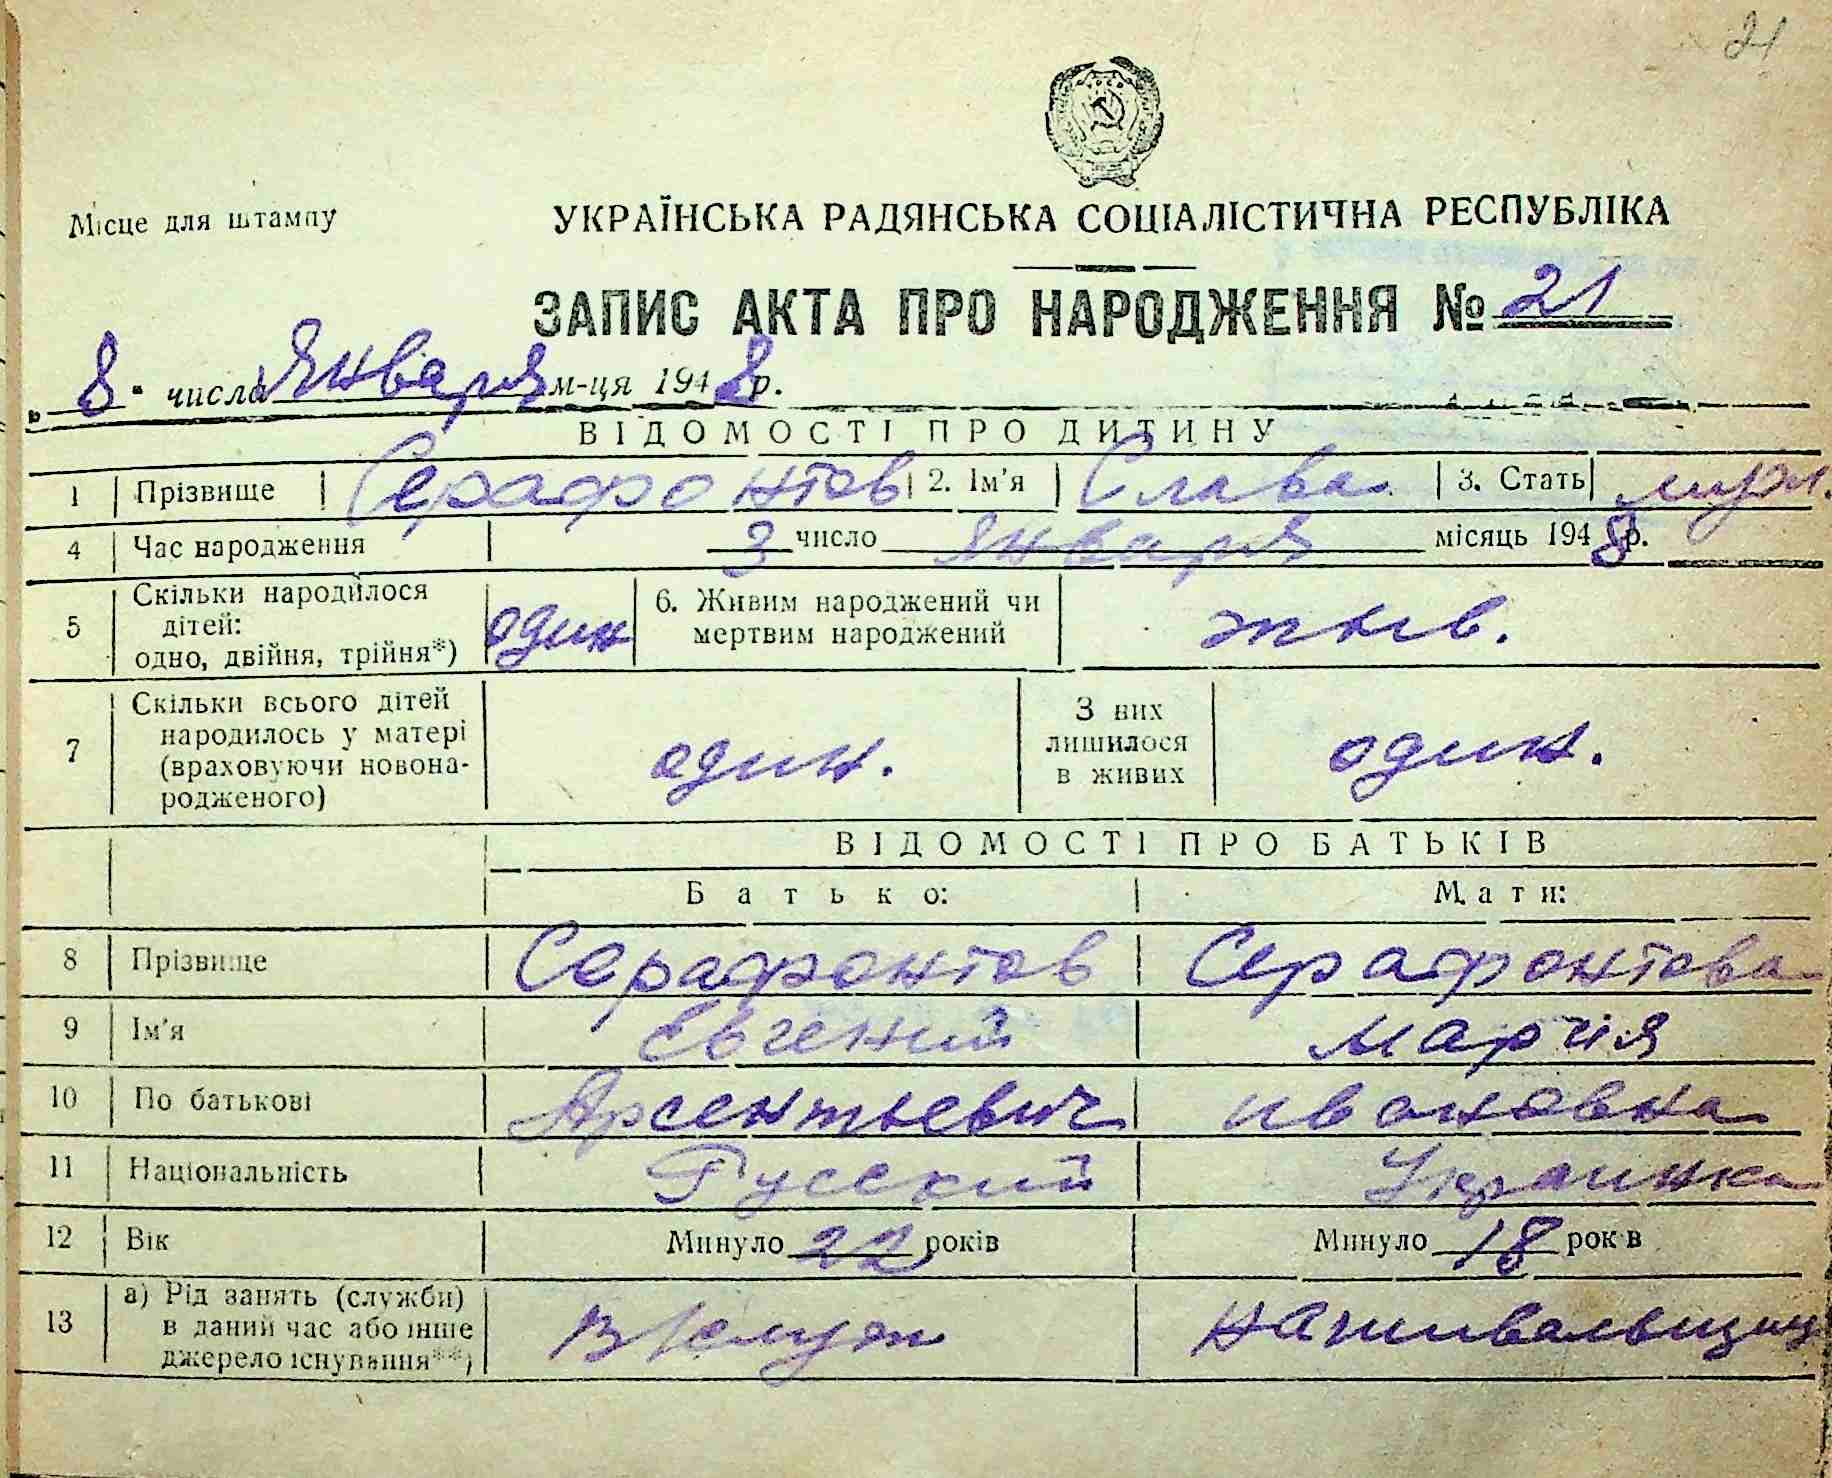 21
Місце для штампу
УКРАЇНСЬКА РАДЯНСЬКА СОЦІАЛІСТИЧНА РЕСПУБЛІКА
ЗАПИС АКТА ПРО НАРОДЖЕННЯ № 21
„ 8 " числа Января м-ця 1948 р.
ВІДОМОСТІ ПРО ДИТИНУ
1 Прізвище Серафонтов 2. Ім'я Слава 3. Стать муж.
4 Час народження 3 число января місяць 1948 р.
5 Скільки народилося дітей: одно, двійня, трійня*) один 6. Живим народжений чи мертвим народжений жыв.
7 Скільки всього дітей народилось у матері (враховуючи новонародженого) один. З них лишилося в живих один.
ВІДОМОСТІ ПРО БАТЬКІВ
Батько: Мати:
8 Прізвище Серафонтов Серафонтова
9 Ім'я Евгений Мария
10 По батькові Арсентьевич Ивановна
11 Національність Русский Украинка
12 Вік Минуло 22 років Минуло 18 рок в
13 а) Рід занять (служби) в даний час або інше джерело існування**)